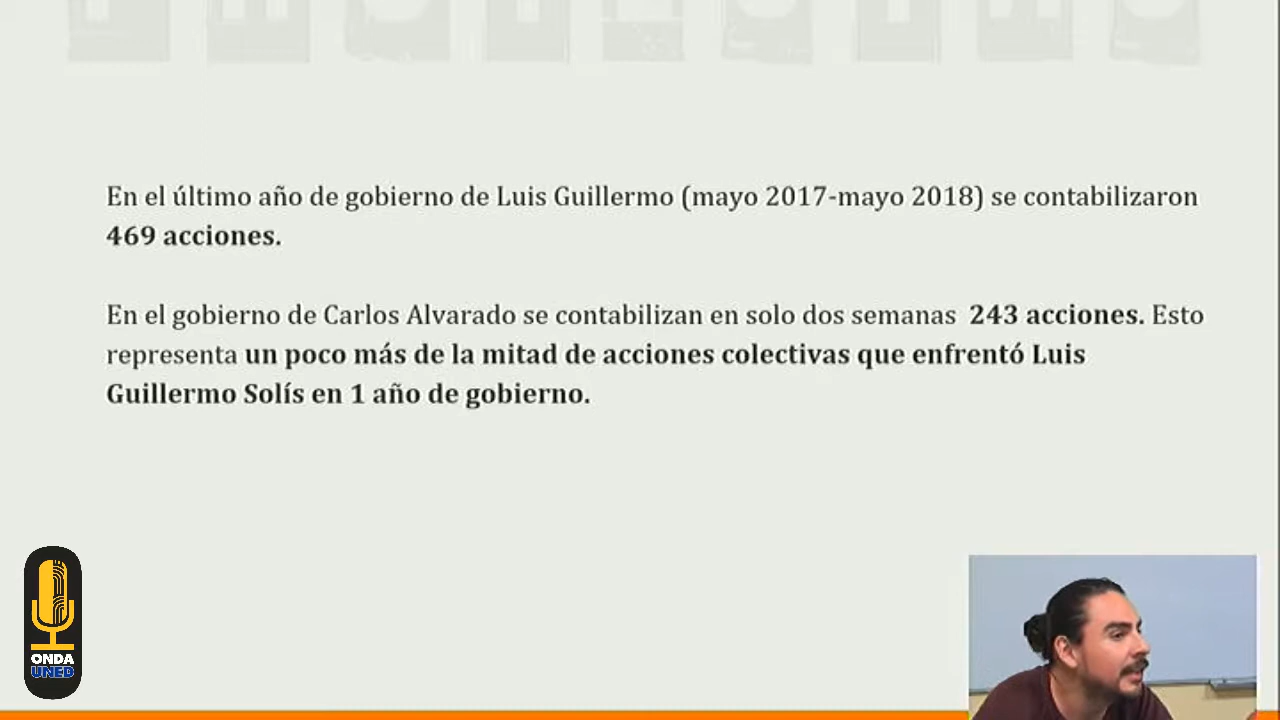 En el último año de gobierno de Luis Guillermo (mayo 2017-mayo 2018) se contabilizaron
469 acciones.
En el gobierno de Carlos Alvarado se contabilizan en solo dos semanas 243 acciones. Esto
representa un poco más de la mitad de acciones colectivas que enfrentó Luis
Guillermo Solís en 1 año de gobierno.
ONDA
UNED